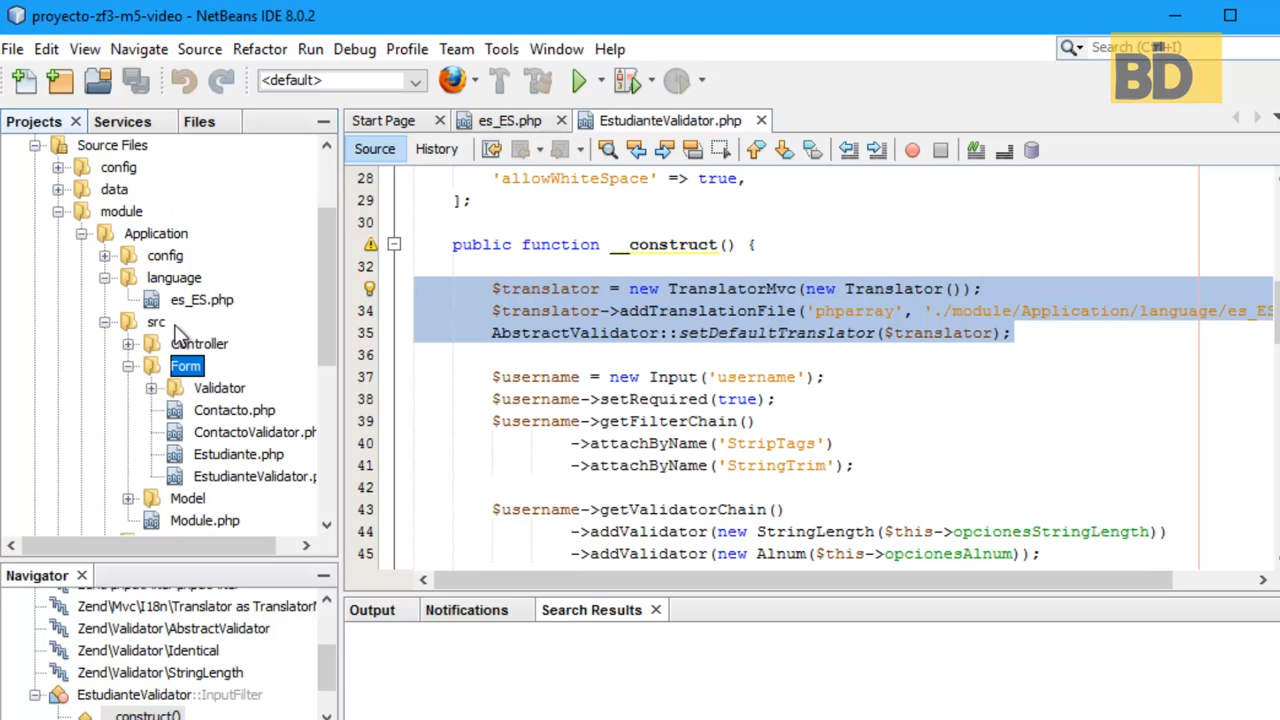 proyecto-zf3-m5-video - NetBeans IDE 8.0.2
File Edit View Navigate Source Refactor Run Debug Profile Team Tools Window Help
Search (Ctrl+I)
BD
<default>
Projects Services Files
Source Files
config
data
module
Application
config
language
es_ES.php
src
Controller
Form
Validator
Contacto.php
ContactoValidator.ph
Estudiante.php
EstudianteValidator.p
Model
Module.php
Navigator
Zend\Mvc\I18n\Translator as TranslatorM
Zend\Validator\AbstractValidator
Zend\Validator\Identical
Zend\Validator\StringLength
EstudianteValidator::InputFilter
__construct()
Start Page es_ES.php EstudianteValidator.php
Source History
28 'allowWhiteSpace' => true,
29 ];
30
public function __construct() {
32
$translator = new TranslatorMvc(new Translator());
34 $translator->addTranslationFile('phparray', './module/Application/language/es_ES
35 AbstractValidator::setDefaultTranslator($translator);
36
37 $username = new Input('username');
38 $username->setRequired(true);
39 $username->getFilterChain()
40 ->attachByName('StripTags')
41 ->attachByName('StringTrim');
42
43 $username->getValidatorChain()
44 ->addValidator(new StringLength($this->opcionesStringLength))
45 ->addValidator(new Alnum($this->opcionesAlnum));
Output Notifications Search Results